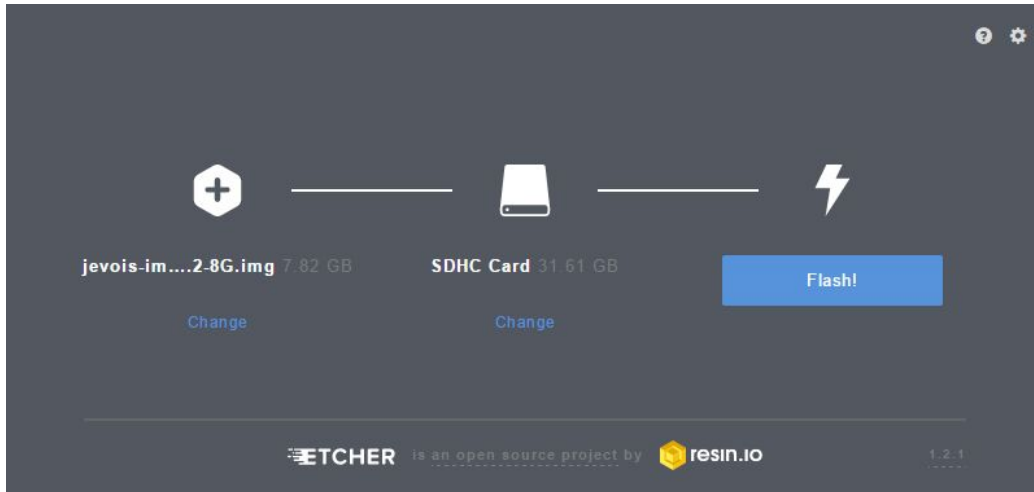 jevois-im....2-8G.img 7.82 GB
SDHC Card 31.61 GB
Flash!
Change
Change
ETCHER is an open source project by resin.io
1.2.1